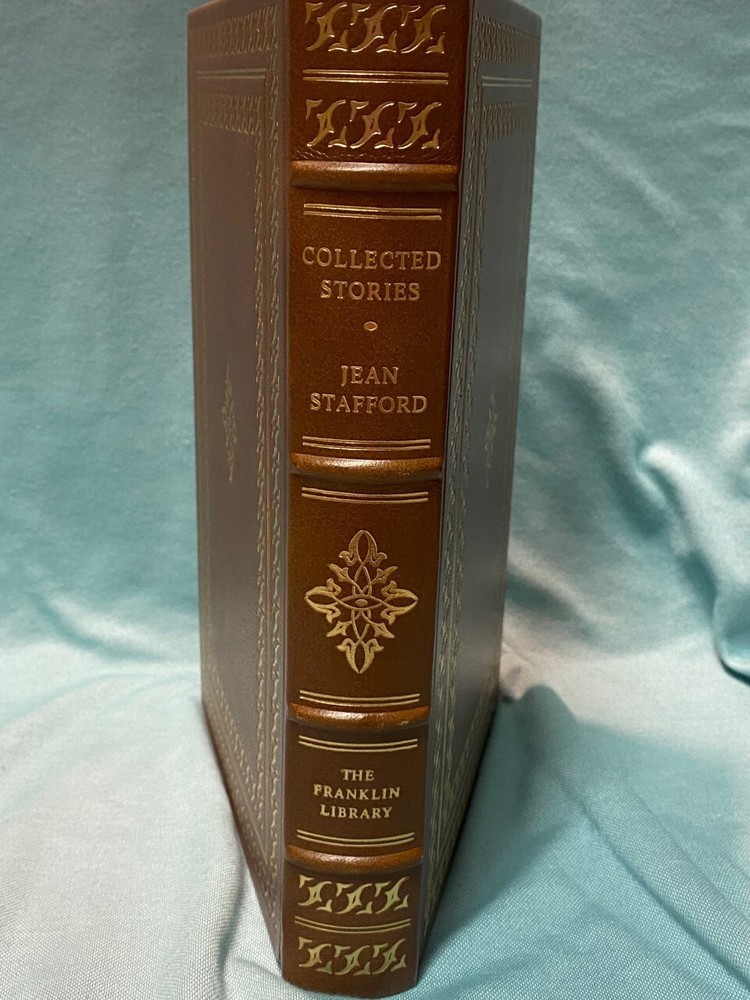 COLLECTED
STORIES
JEAN
STAFFORD
THE
FRANKLIN
LIBRARY